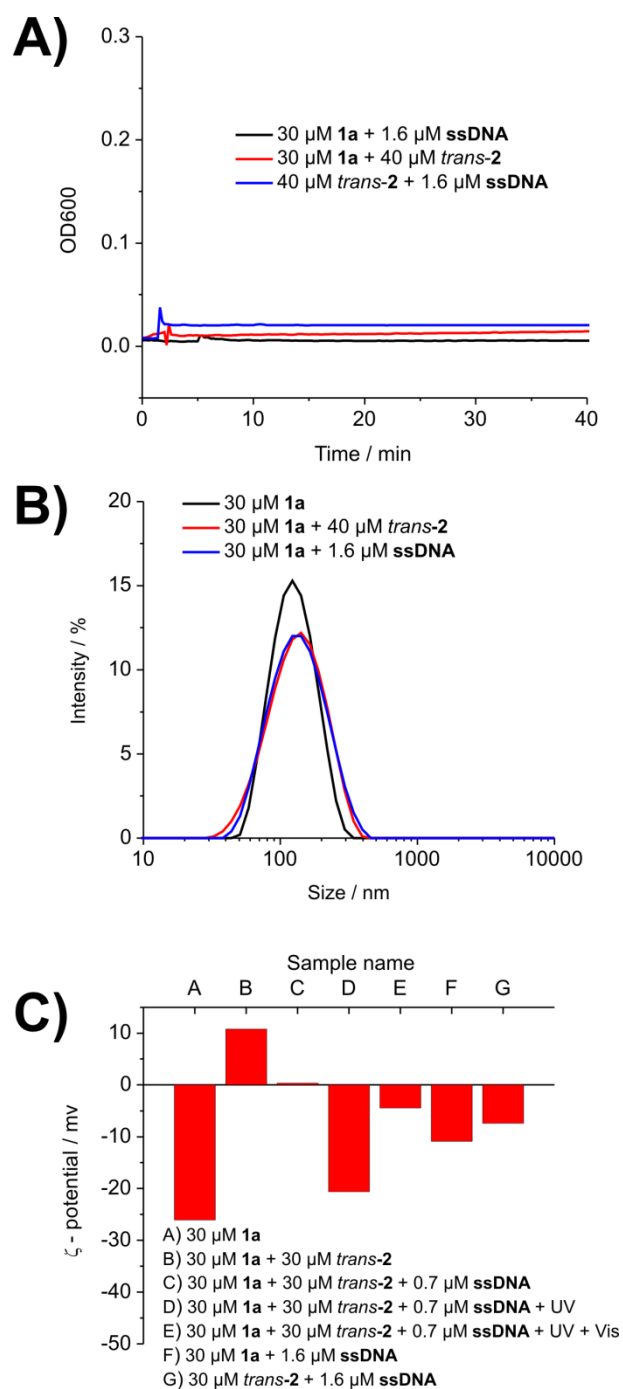 A)
0.3
0.2
0.1
0.0
OD600
30 µM 1a + 1.6 µM ssDNA
30 µM 1a + 40 µM trans-2
40 µM trans-2 + 1.6 µM ssDNA
0 10 20 30 40
Time / min
B)
20
15
10
5
0
Intensity / %
30 µM 1a
30 µM 1a + 40 µM trans-2
30 µM 1a + 1.6 µM ssDNA
10 100 1000 10000
Size / nm
C)
Sample name
A B C D E F G
10
0
-10
-20
-30
-40
-50
ζ - potential / mv
A) 30 µM 1a
B) 30 µM 1a + 30 µM trans-2
C) 30 µM 1a + 30 µM trans-2 + 0.7 µM ssDNA
D) 30 µM 1a + 30 µM trans-2 + 0.7 µM ssDNA + UV
E) 30 µM 1a + 30 µM trans-2 + 0.7 µM ssDNA + UV + Vis
F) 30 µM 1a + 1.6 µM ssDNA
G) 30 µM trans-2 + 1.6 µM ssDNA